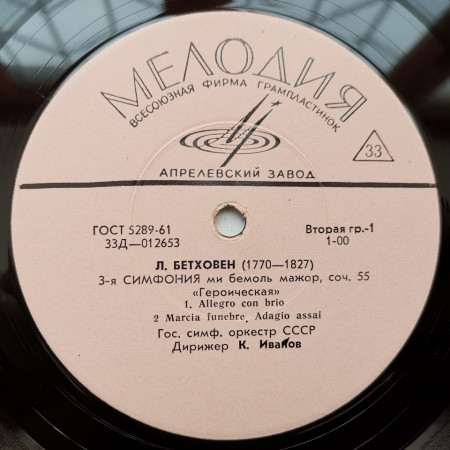 МЕЛОДИЯ
ВСЕСОЮЗНАЯ ФИРМА ГРАМПЛАСТИНОК
33
АПРЕЛЕВСКИЙ ЗАВОД
ГОСТ 5289-61 Вторая гр.-1
33Д—012653 1-00
Л. БЕТХОВЕН (1770—1827)
3-я СИМФОНИЯ ми бемоль мажор, соч. 55
«Героическая»
1. Allegro con brio
2 Marcia funebre. Adagio assai
Гос. симф. оркестр СССР
Дирижер К. Иванов